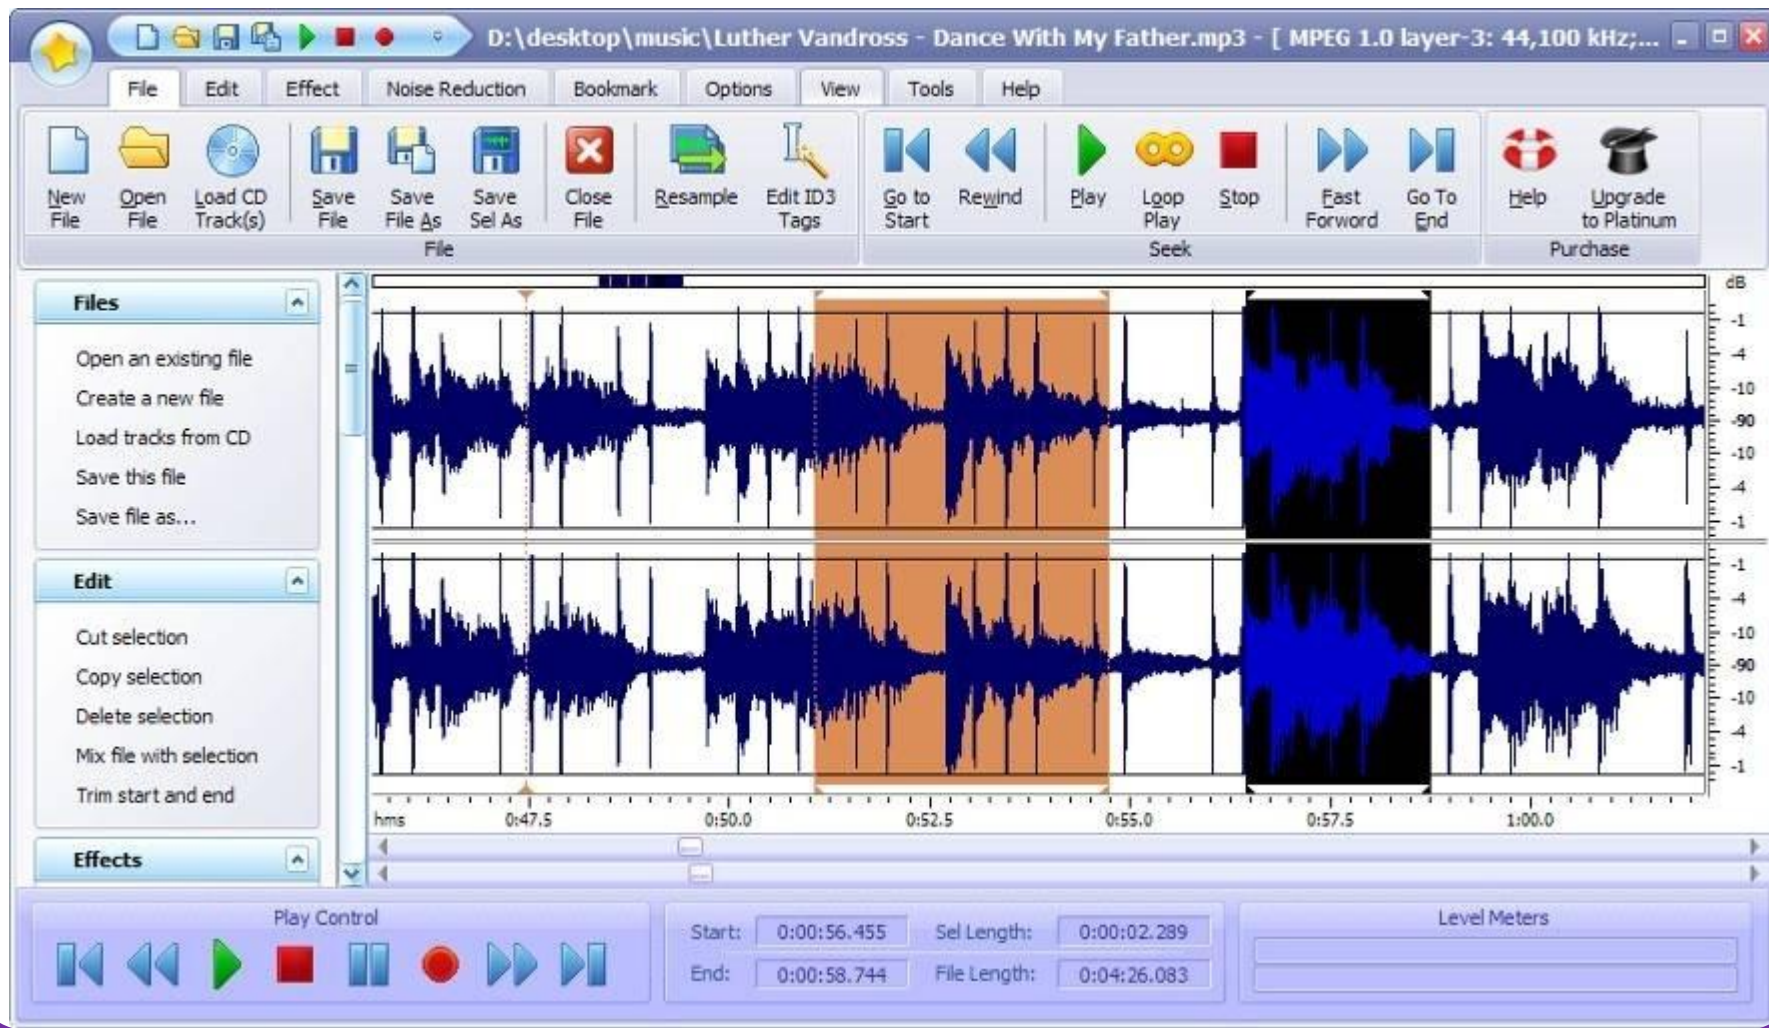 D:\desktop\music\Luther Vandross - Dance With My Father.mp3 - [ MPEG 1.0 layer-3: 44,100 kHz;...
File Edit Effect Noise Reduction Bookmark Options View Tools Help
New File
Open File
Load CD Track(s)
Save File
Save File As
Save Sel As
Close File
Resample
Edit ID3 Tags
Go to Start
Rewind
Play
Loop Play
Stop
Fast Forword
Go To End
Help
Upgrade to Platinum
File Seek Purchase
Files
Open an existing file
Create a new file
Load tracks from CD
Save this file
Save file as...
Edit
Cut selection
Copy selection
Delete selection
Mix file with selection
Trim start and end
Effects
dB
-1
-4
-10
-90
-10
-4
-1
-1
-4
-10
-90
-10
-4
-1
hms 0:47.5 0:50.0 0:52.5 0:55.0 0:57.5 1:00.0
Play Control
Start: 0:00:56.455 Sel Length: 0:00:02.289
End: 0:00:58.744 File Length: 0:04:26.083
Level Meters